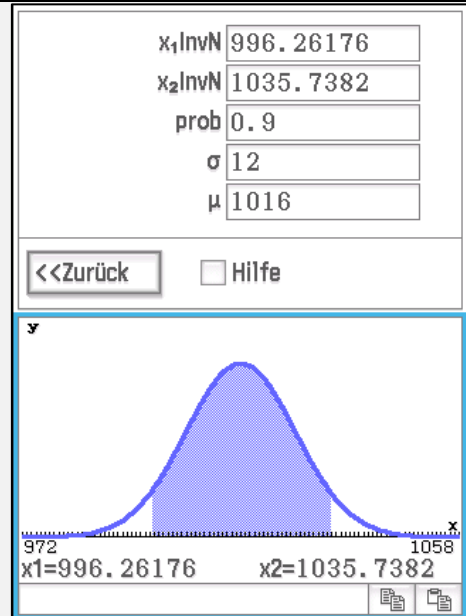 x₁InvN 996.26176
x₂InvN 1035.7382
prob 0.9
σ 12
μ 1016
<<Zurück Hilfe
y
x
972 1058
x1=996.26176 x2=1035.7382